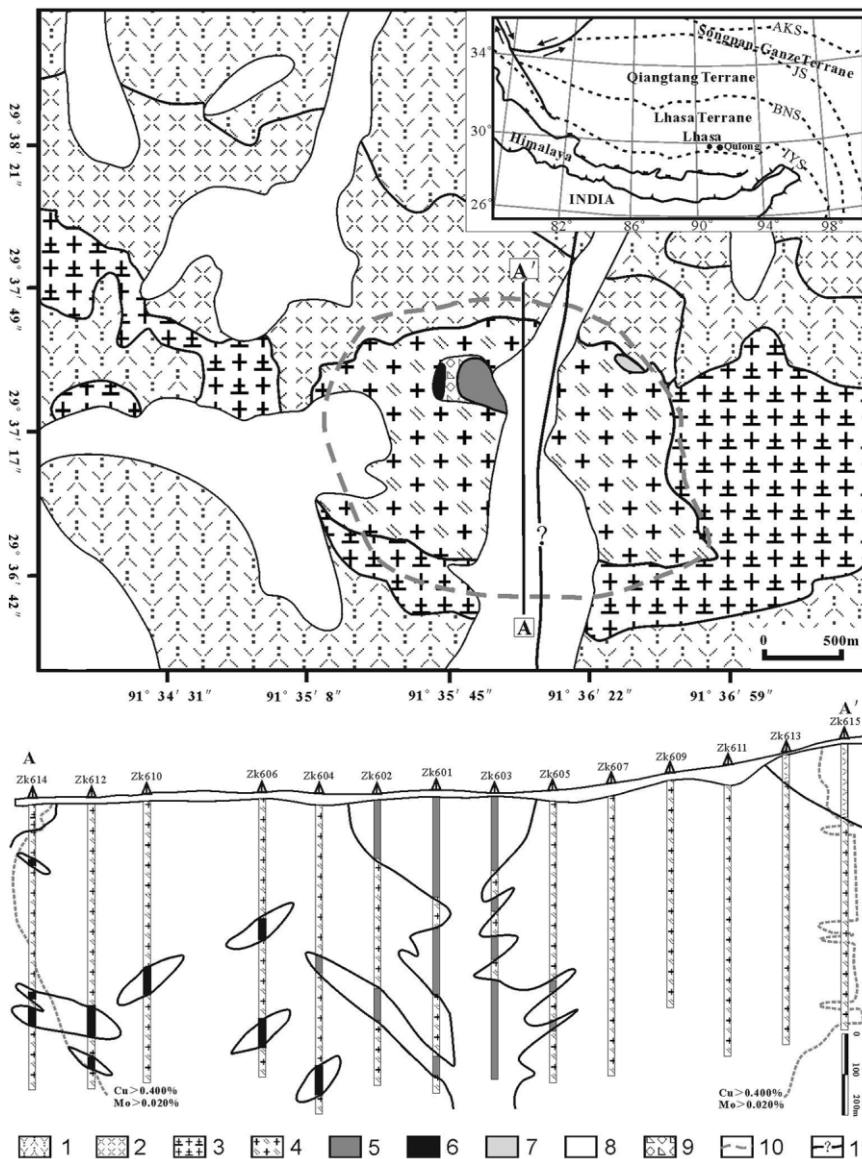 34°
30°
26°
AKS
Songpan-Ganze Terrane
JS
Qiangtang Terrane
BNS
Lhasa Terrane
Lhasa
Qulong
IYS
Himalaya
INDIA
82° 86° 90° 94° 98°
29° 38′ 21″
29° 37′ 49″
29° 37′ 17″
29° 36′ 42″
A′
?
A
0 500m
91° 34′ 31″ 91° 35′ 8″ 91° 35′ 45″ 91° 36′ 22″ 91° 36′ 59″
A A′
Zk614 Zk612 Zk610 Zk606 Zk604 Zk602 Zk601 Zk603 Zk605 Zk607 Zk609 Zk611 Zk613 Zk615
0
100
200m
Cu>0.400%
Mo>0.020%
Cu>0.400%
Mo>0.020%
1 2 3 4 5 6 7 8 9 10 ? 1